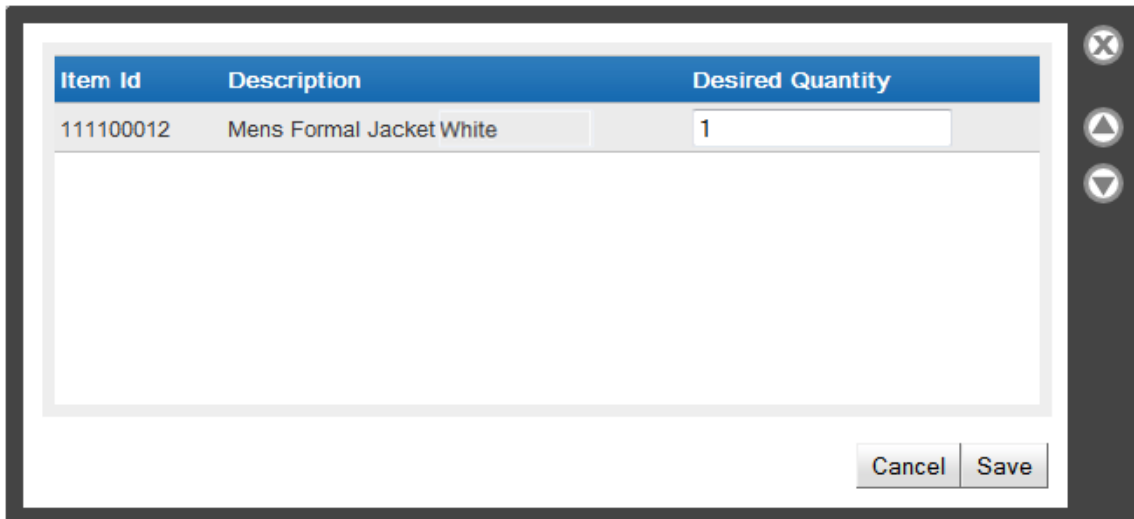 Item Id Description Desired Quantity
111100012 Mens Formal Jacket White 1
Cancel Save